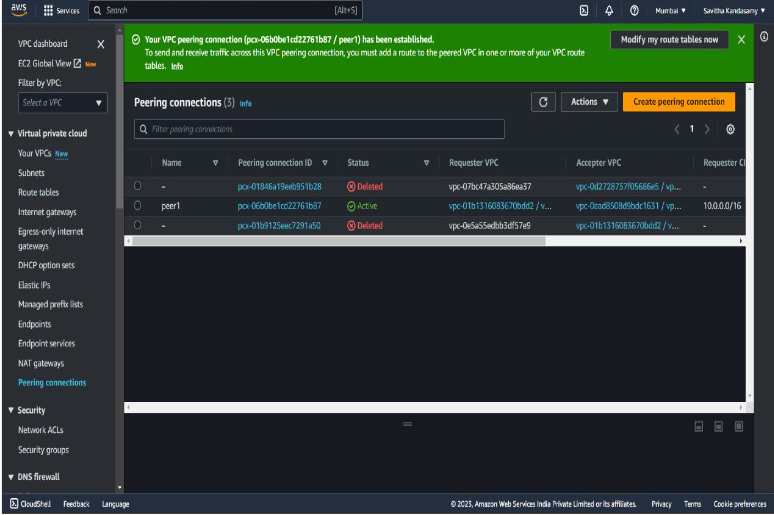 aws
Services
Search
[Alt+S]
Mumbai ▼
Savitha Kandasamy ▼
VPC dashboard
EC2 Global View New
Filter by VPC:
Select a VPC
Virtual private cloud
Your VPCs New
Subnets
Route tables
Internet gateways
Egress-only internet
gateways
DHCP option sets
Elastic IPs
Managed prefix lists
Endpoints
Endpoint services
NAT gateways
Peering connections
Security
Network ACLs
Security groups
DNS firewall
Your VPC peering connection (pcx-06b0be1cd22761b87 / peer1) has been established.
To send and receive traffic across this VPC peering connection, you must add a route to the peered VPC in one or more of your VPC route
tables. Info
Modify my route tables now
Peering connections (3) Info
Actions ▼
Create peering connection
Filter peering connections
1
Name Peering connection ID Status Requester VPC Accepter VPC Requester CI
– pcx-01846a19eeb951b28 Deleted vpc-07bc47a305a86ea37 vpc-0d2728757f05686e5 / vp... -
peer1 pcx-06b0be1cd22761b87 Active vpc-01b1316083670bdd2 / v... vpc-0aad8508d9bdc1631 / vp... 10.0.0.0/16
– pcx-01b9125eec7291a50 Deleted vpc-0e5a55edbb3df57e9 vpc-01b1316083670bdd2 / v... -
CloudShell Feedback Language
© 2023, Amazon Web Services India Private Limited or its affiliates. Privacy Terms Cookie preferences